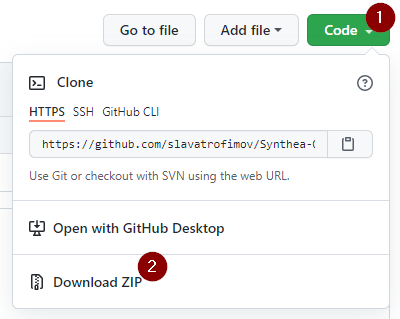 Go to file Add file Code 1
Clone
HTTPS SSH GitHub CLI
https://github.com/slavatrofimov/Synthea-
Use Git or checkout with SVN using the web URL.
Open with GitHub Desktop
2
Download ZIP